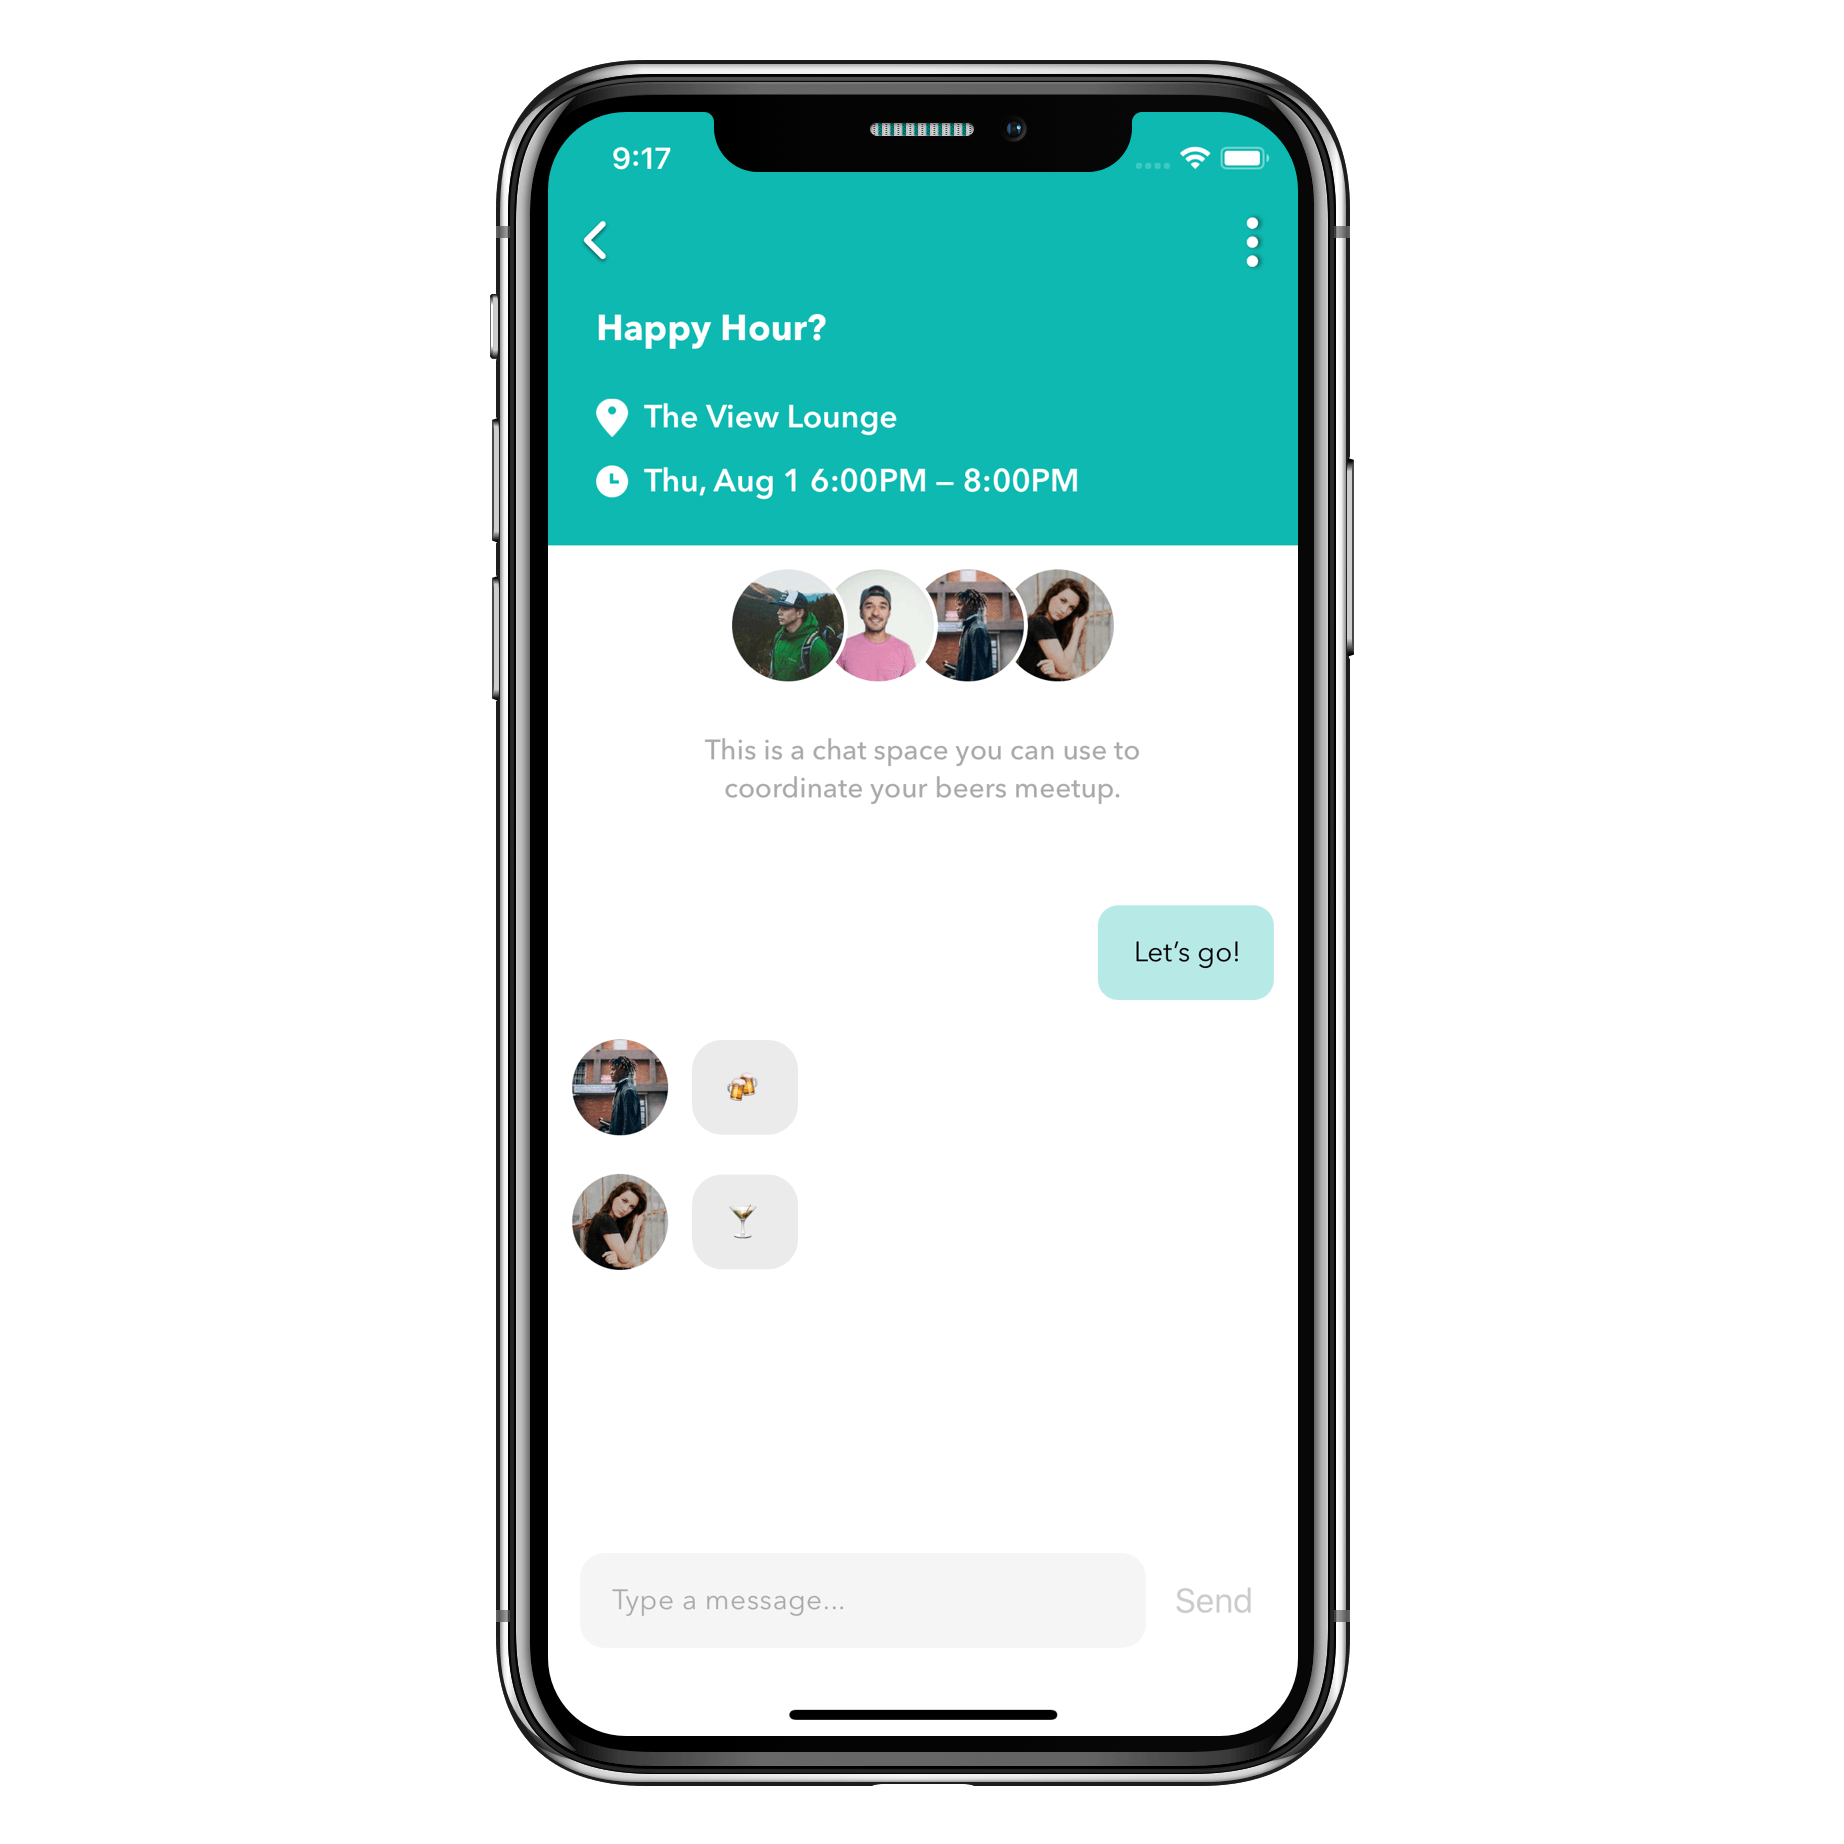 9:17
Happy Hour?
The View Lounge
Thu, Aug 1 6:00PM – 8:00PM
This is a chat space you can use to
coordinate your beers meetup.
Let’s go!
🍻
🍸
Type a message...
Send